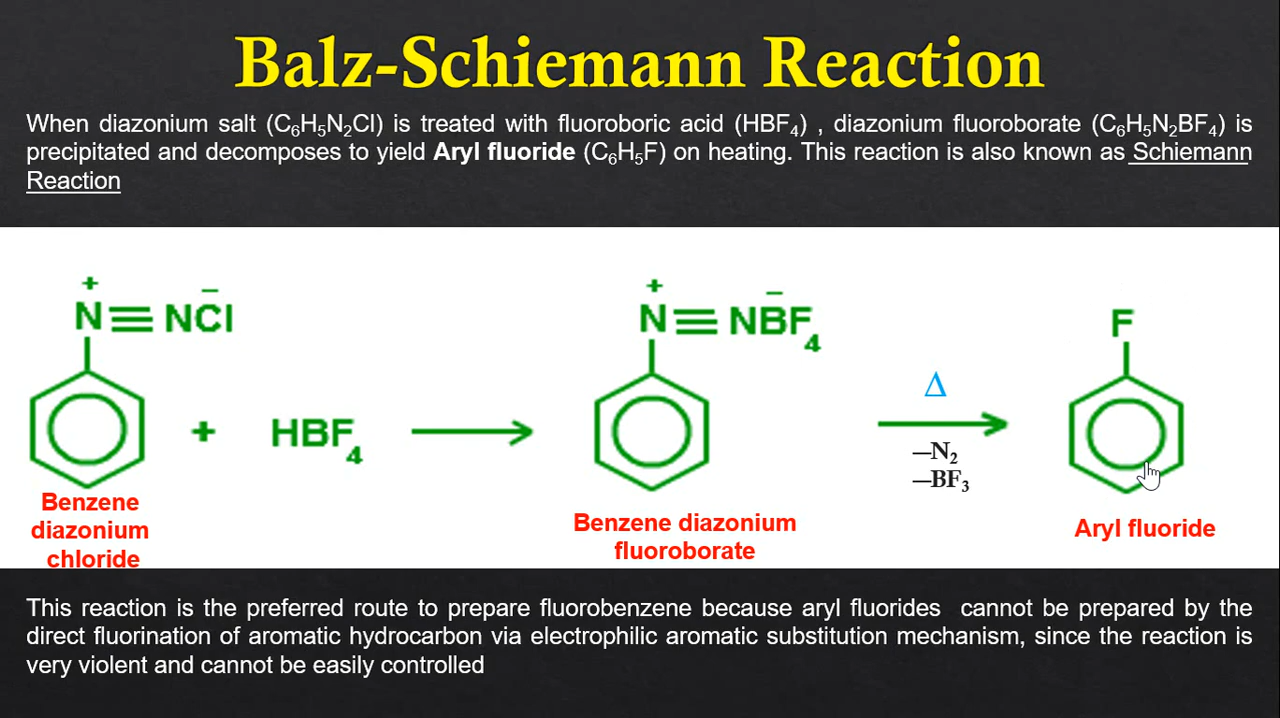 Balz-Schiemann Reaction
When diazonium salt (C₆H₅N₂Cl) is treated with fluoroboric acid (HBF₄) , diazonium fluoroborate (C₆H₅N₂BF₄) is
precipitated and decomposes to yield Aryl fluoride (C₆H₅F) on heating. This reaction is also known as Schiemann
Reaction
+ −
N≡NCl
+ HBF₄
Benzene
diazonium
chloride
+ −
N≡NBF₄
Benzene diazonium
fluoroborate
Δ
—N₂
—BF₃
F
Aryl fluoride
This reaction is the preferred route to prepare fluorobenzene because aryl fluorides cannot be prepared by the
direct fluorination of aromatic hydrocarbon via electrophilic aromatic substitution mechanism, since the reaction is
very violent and cannot be easily controlled